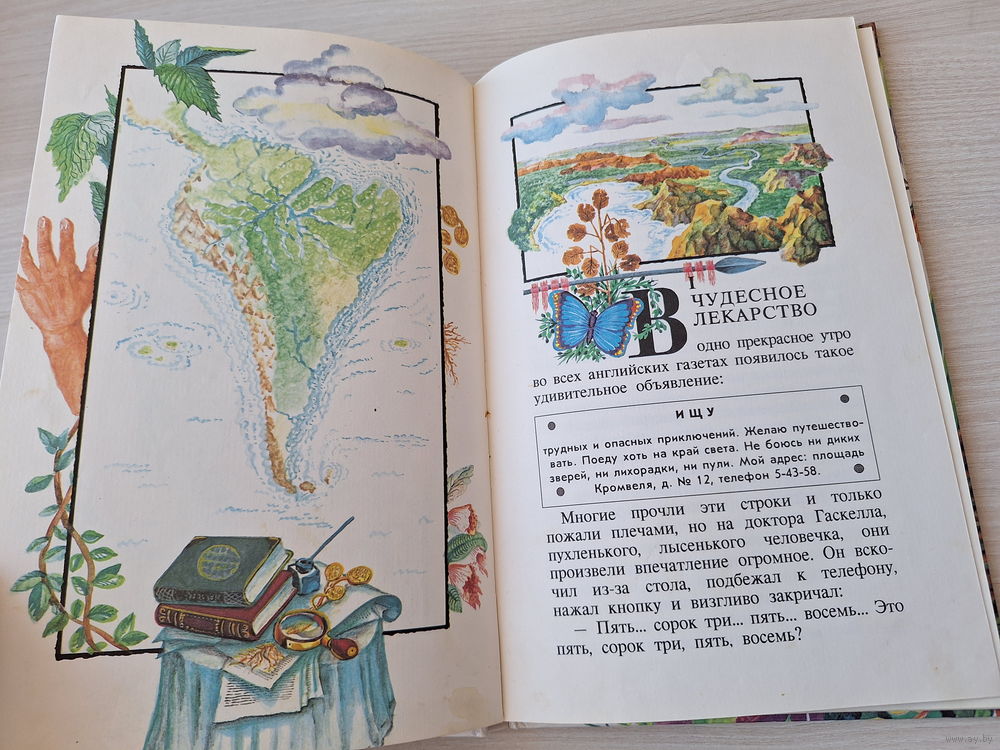 I
ЧУДЕСНОЕ
ЛЕКАРСТВО
В одно прекрасное утро
во всех английских газетах появилось такое
удивительное объявление:
ИЩУ
трудных и опасных приключений. Желаю путешество-
вать. Поеду хоть на край света. Не боюсь ни диких
зверей, ни лихорадки, ни пули. Мой адрес: площадь
Кромвеля, д. № 12, телефон 5-43-58.
Многие прочли эти строки и только
пожали плечами, но на доктора Гаскелла,
пухленького, лысенького человечка, они
произвели впечатление огромное. Он вско-
чил из-за стола, подбежал к телефону,
нажал кнопку и визгливо закричал:
— Пять... сорок три... пять... восемь... Это
пять, сорок три, пять, восемь?
www.ay.by